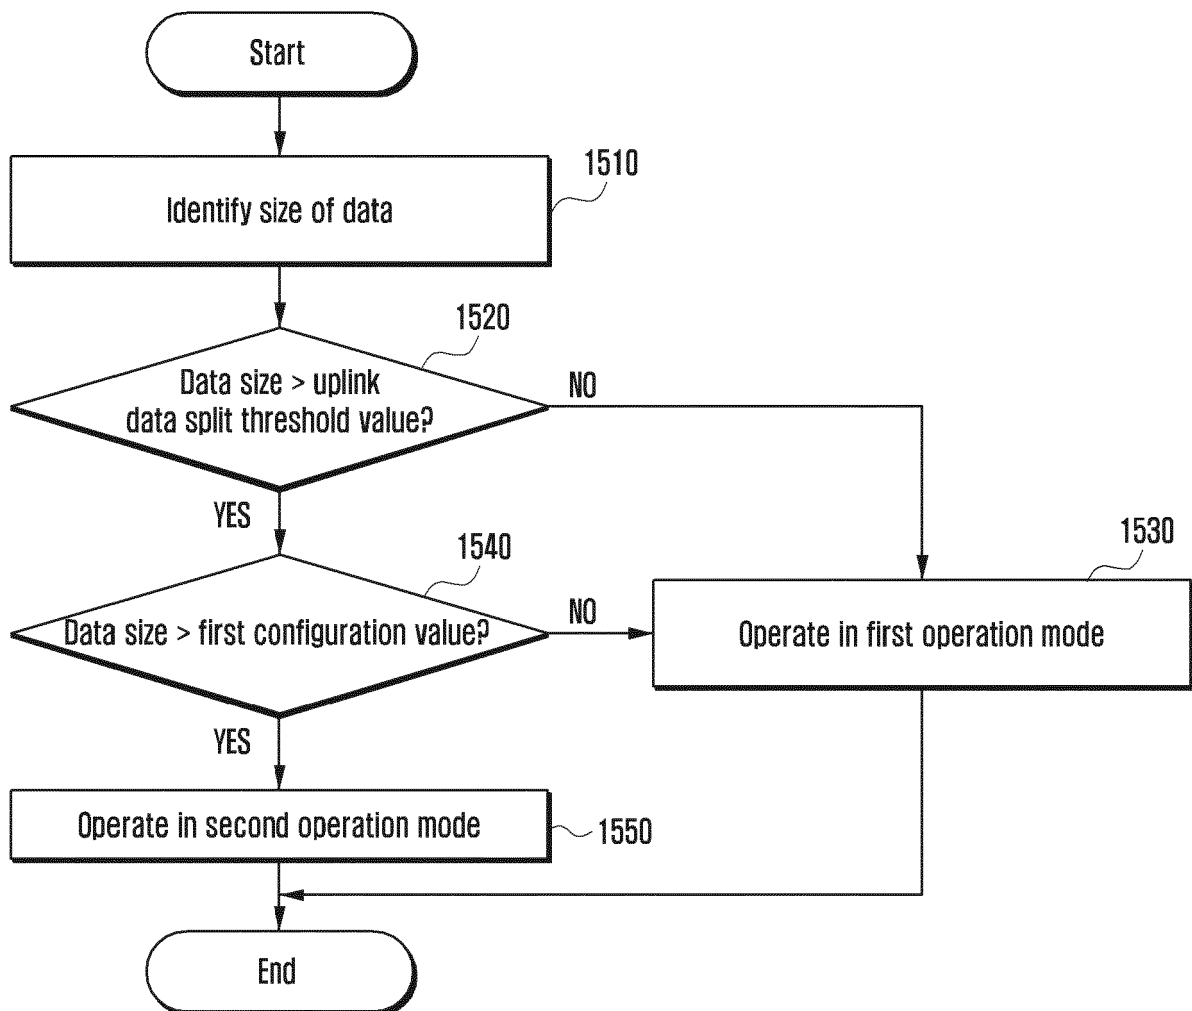 Start
1510
Identify size of data
1520
Data size > uplink
data split threshold value?
NO
YES
1540
1530
Data size > first configuration value?
NO
Operate in first operation mode
YES
Operate in second operation mode
1550
End